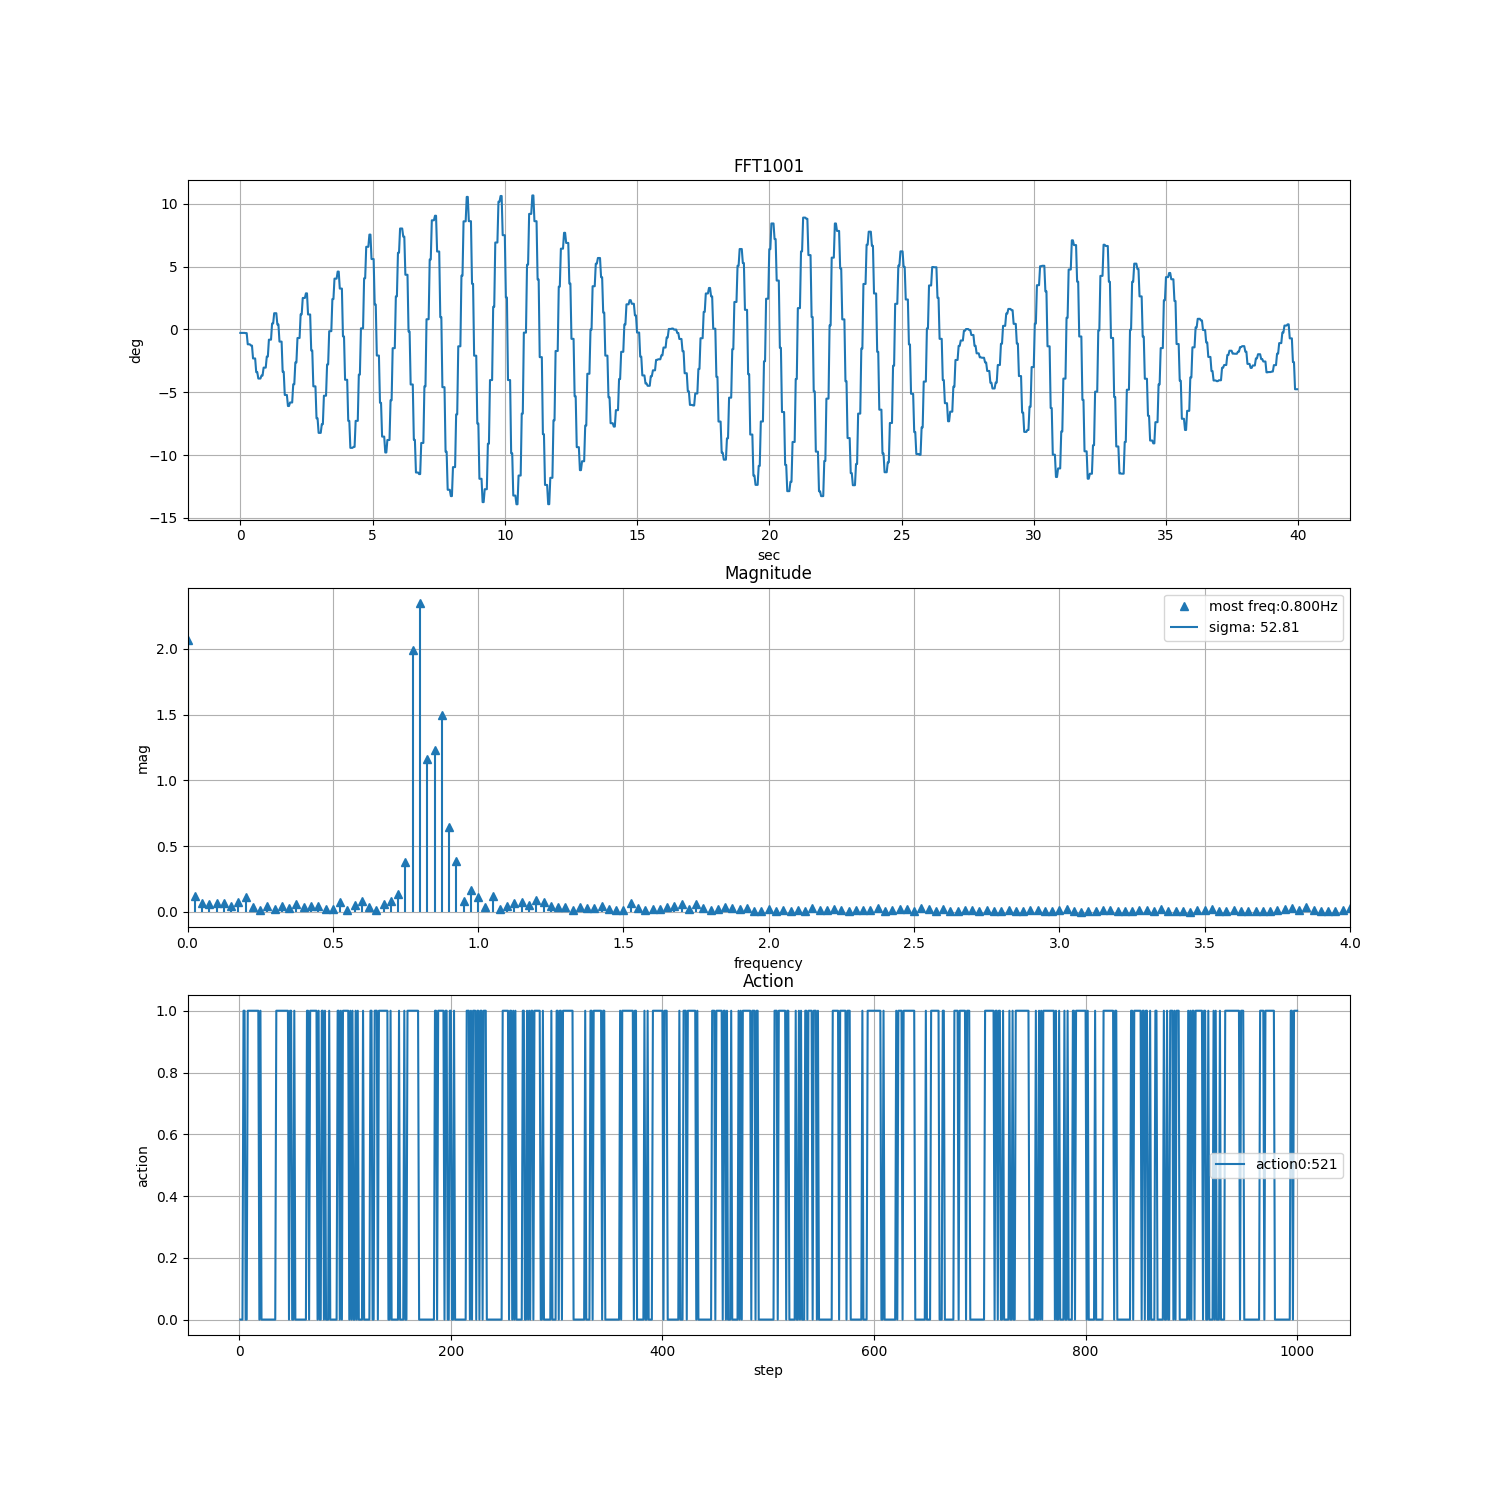 FFT1001
10
5
0
−5
−10
−15
deg
0 5 10 15 20 25 30 35 40
sec
Magnitude
most freq:0.800Hz
sigma: 52.81
2.0
1.5
1.0
0.5
0.0
mag
0.0 0.5 1.0 1.5 2.0 2.5 3.0 3.5 4.0
frequency
Action
1.0
0.8
0.6
0.4
0.2
0.0
action
action0:521
0 200 400 600 800 1000
step